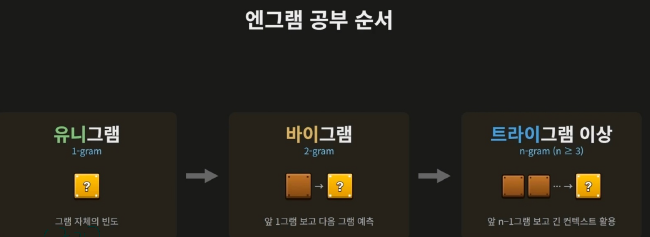 엔그램 공부 순서
유니그램
1-gram
?
그램 자체의 빈도
바이그램
2-gram
→ ?
앞 1그램 보고 다음 그램 예측
트라이그램 이상
n-gram (n ≥ 3)
··· → ?
앞 n-1그램 보고 긴 컨텍스트 활용